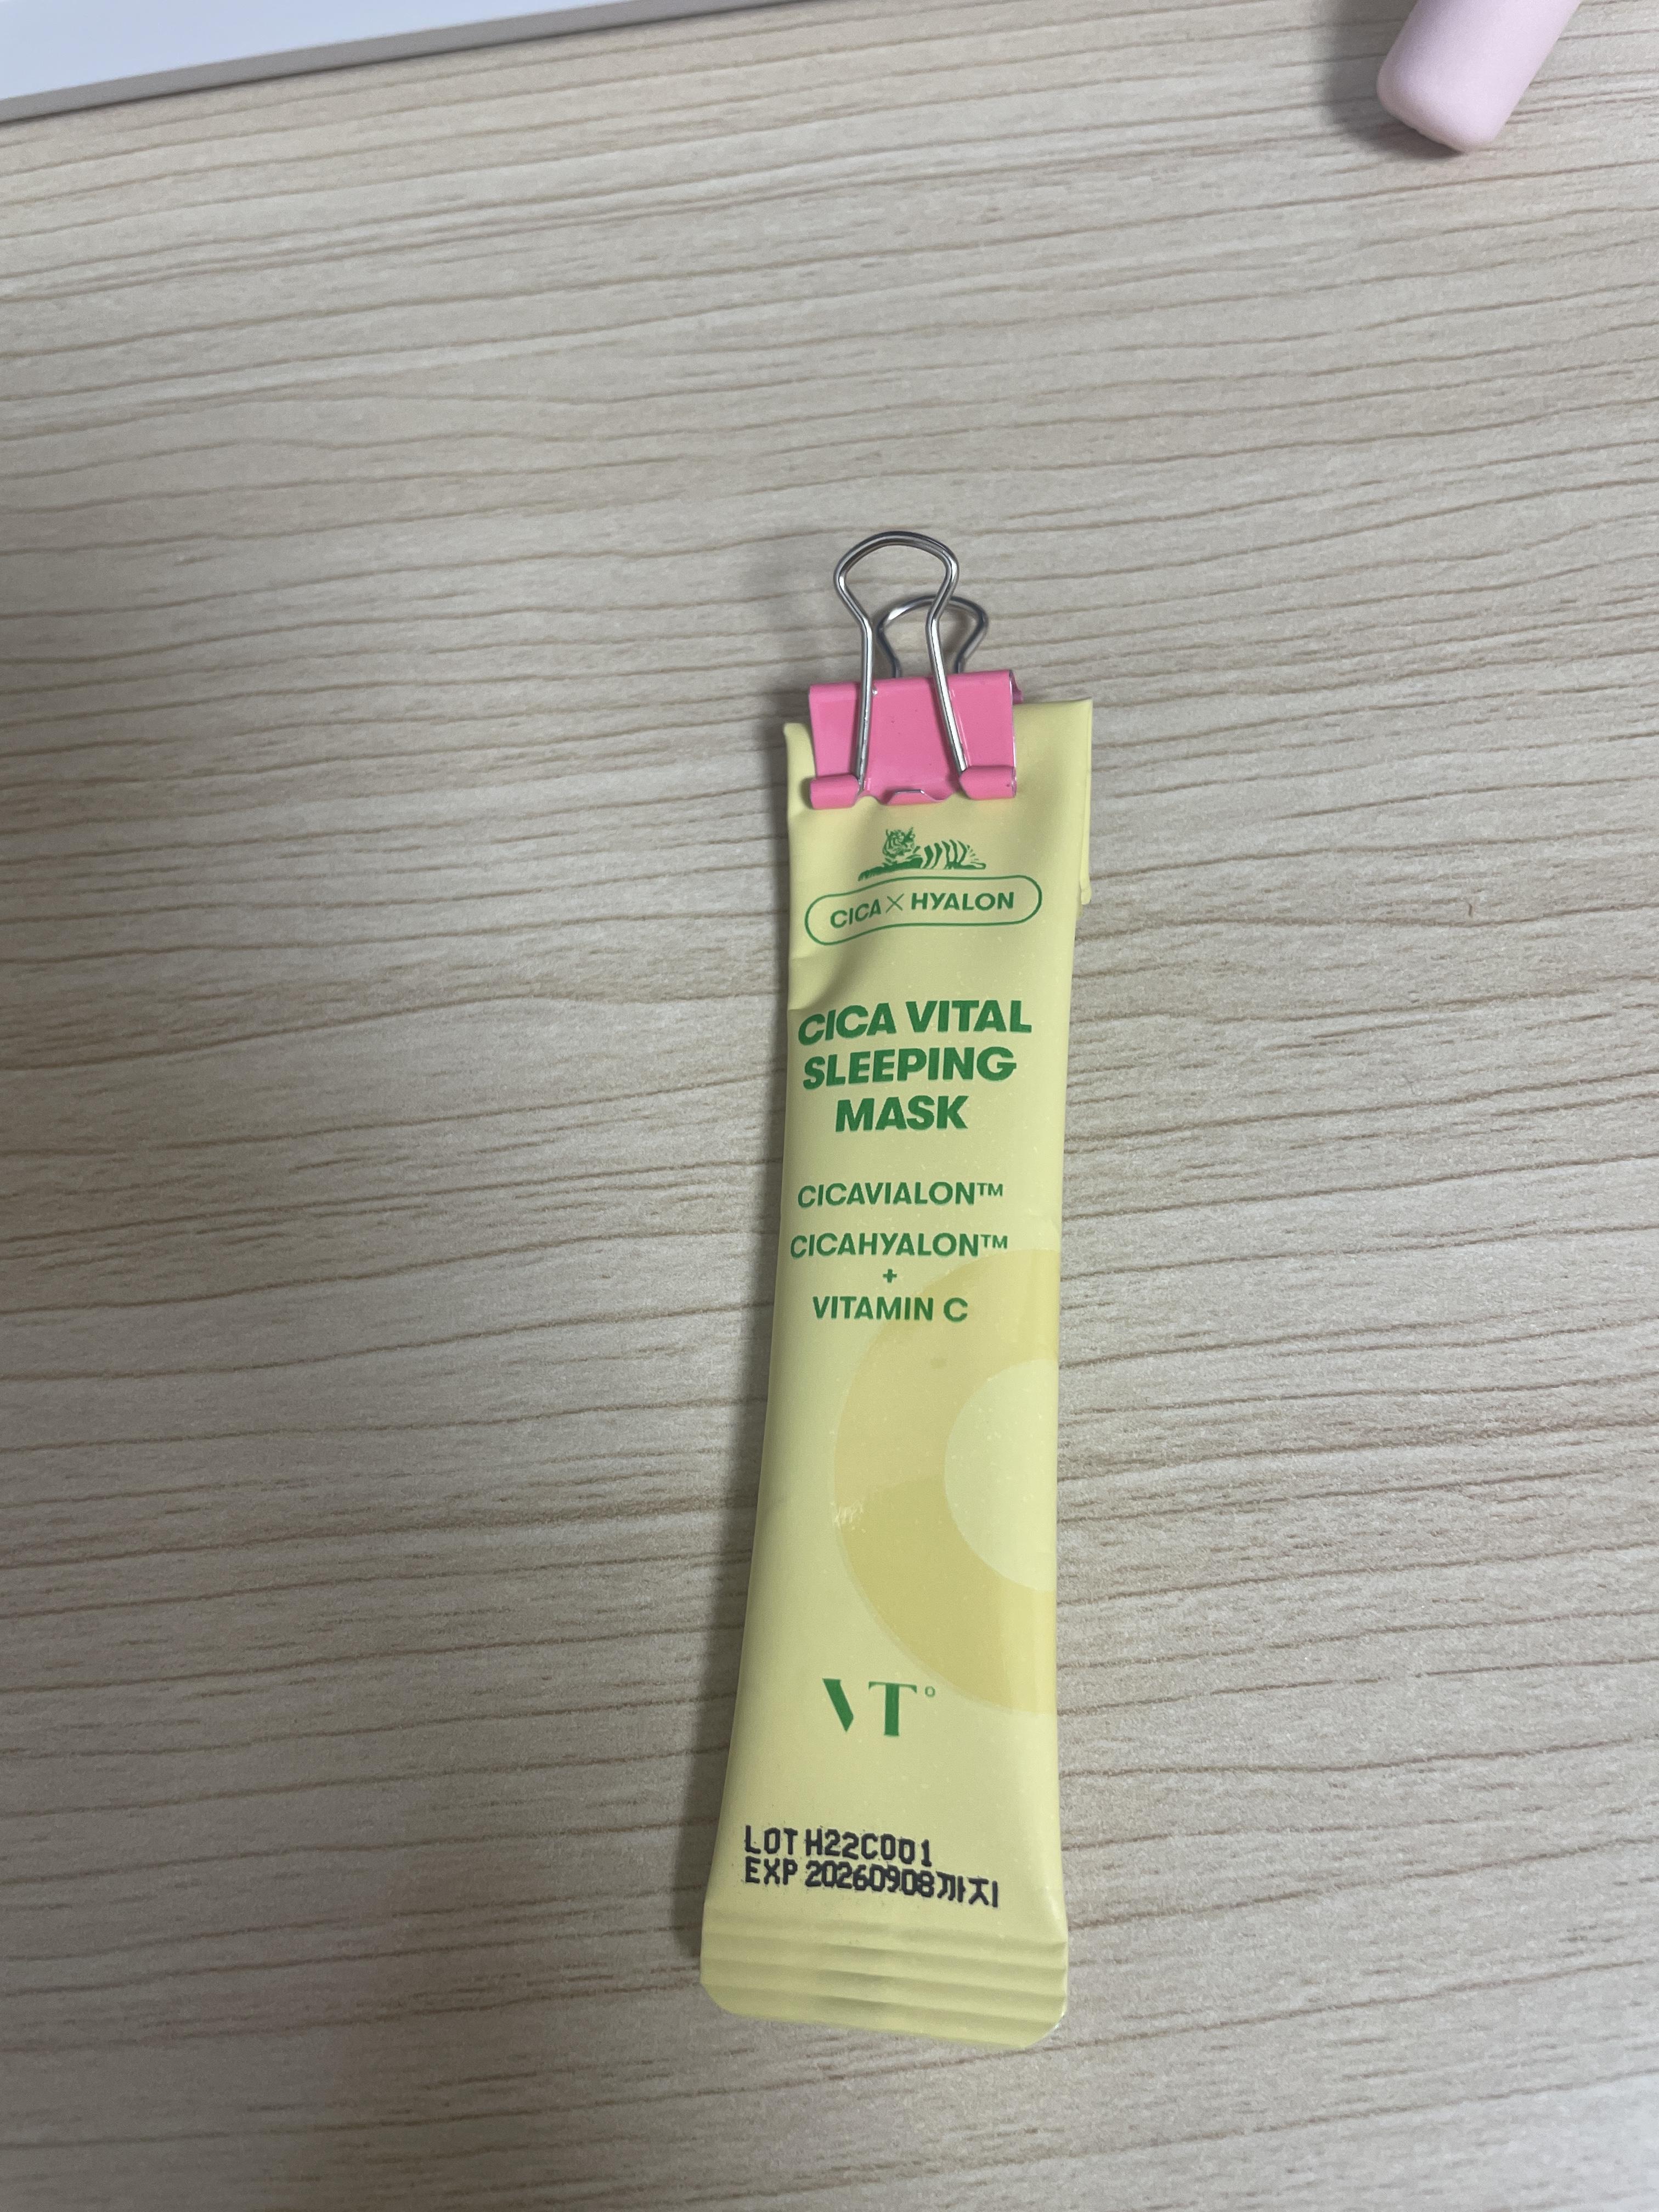 CICA X HYALON
CICA VITAL
SLEEPING
MASK
CICAVIALON™
CICAHYALON™
+
VITAMIN C
VT°
LOT H22C001
EXP 20260908까지